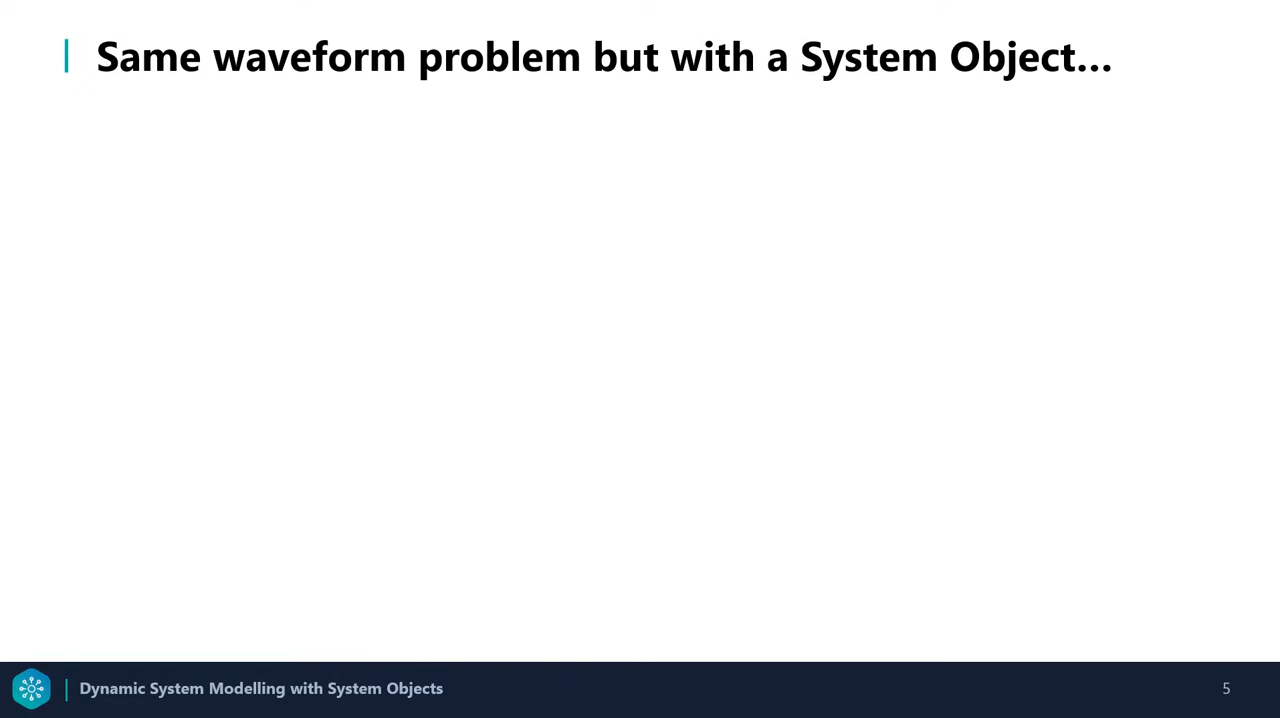 Same waveform problem but with a System Object…
Dynamic System Modelling with System Objects
5